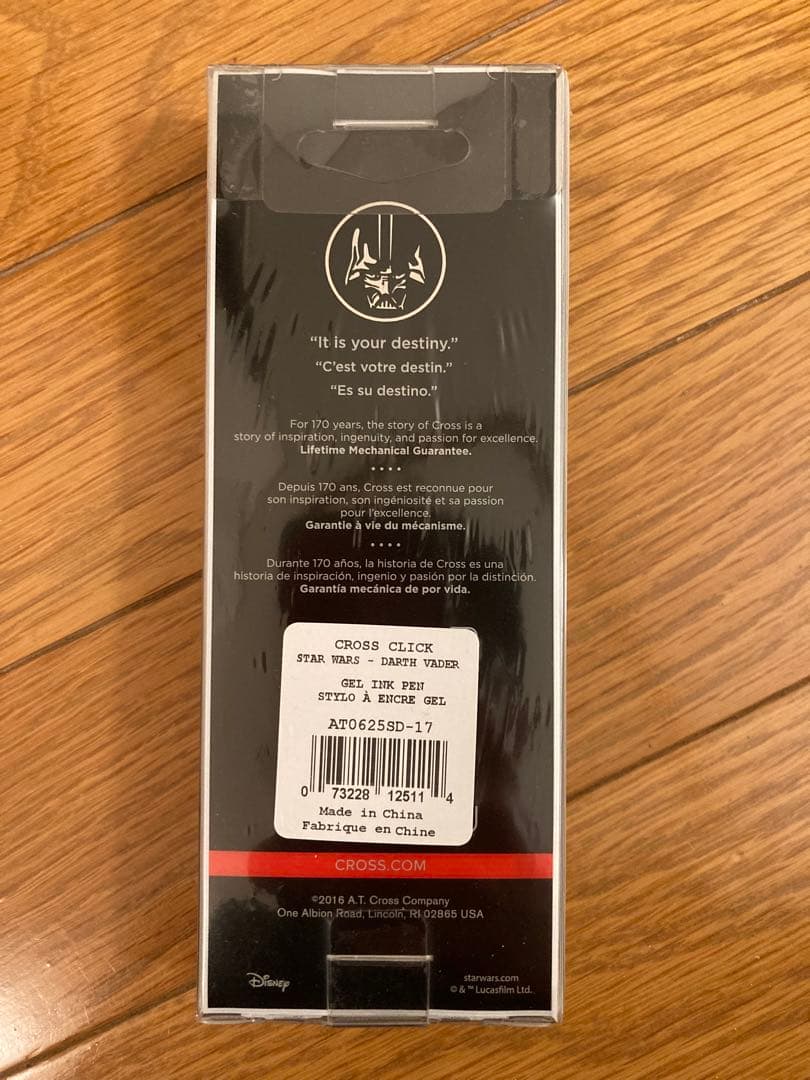 “It is your destiny.”
“C’est votre destin.”
“Es su destino.”
For 170 years, the story of Cross is a
story of inspiration, ingenuity, and passion for excellence.
Lifetime Mechanical Guarantee.
Depuis 170 ans, Cross est reconnue pour
son inspiration, son ingéniosité et sa passion
pour l’excellence.
Garantie à vie du mécanisme.
Durante 170 años, la historia de Cross es una
historia de inspiración, ingenio y pasión por la distinción.
Garantía mecánica de por vida.
CROSS CLICK
STAR WARS - DARTH VADER
GEL INK PEN
STYLO À ENCRE GEL
AT0625SD-17
0 73228 12511 4
Made in China
Fabrique en Chine
CROSS.COM
©2016 A.T. Cross Company
One Albion Road, Lincoln, RI 02865 USA
Disney
starwars.com
© & ™ Lucasfilm Ltd.